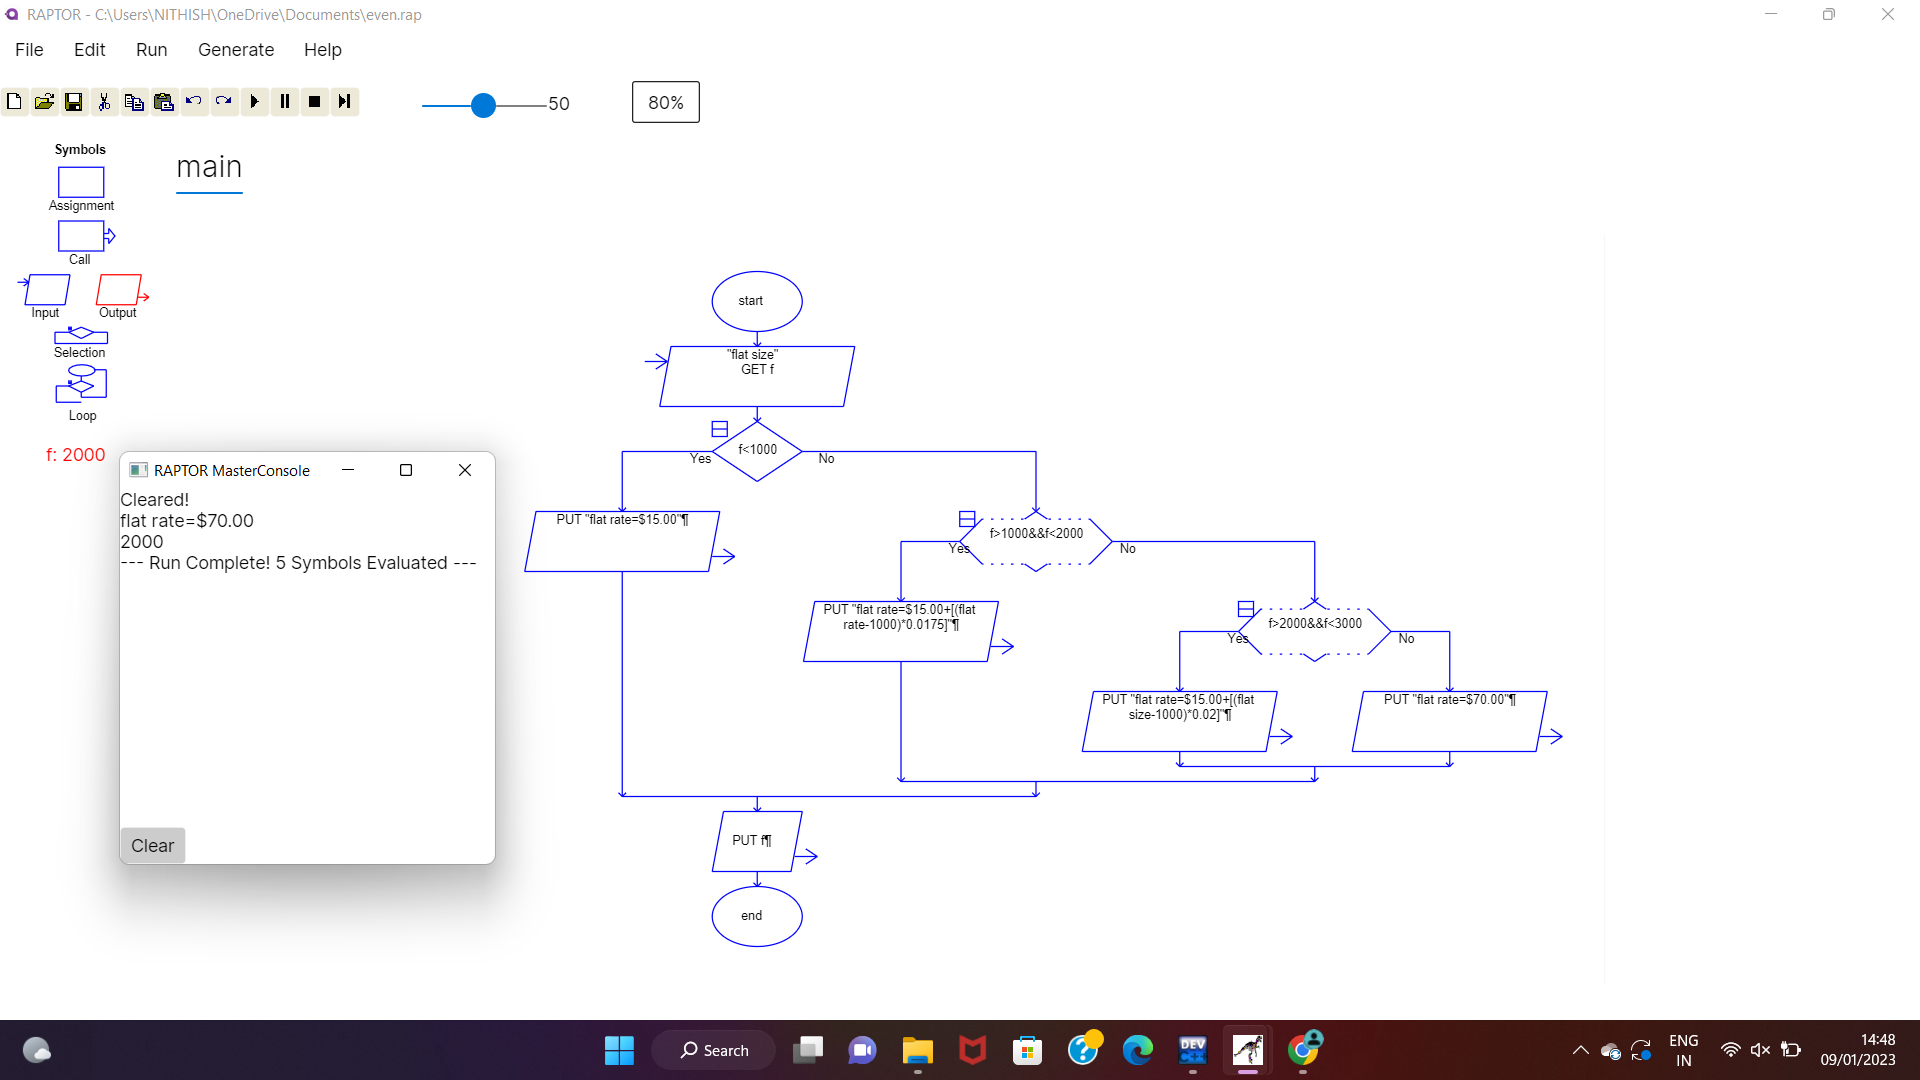 RAPTOR - C:\Users\NITHISH\OneDrive\Documents\even.rap
File Edit Run Generate Help
50
80%
Symbols
main
Assignment
Call
Input Output
Selection
Loop
f: 2000
RAPTOR MasterConsole
Cleared!
flat rate=$70.00
2000
--- Run Complete! 5 Symbols Evaluated ---
Clear
start
"flat size"
GET f
f<1000
Yes No
PUT "flat rate=$15.00"¶
f>1000&&f<2000
Yes No
PUT "flat rate=$15.00+[(flat
rate-1000)*0.0175]"¶
f>2000&&f<3000
Yes No
PUT "flat rate=$15.00+[(flat
size-1000)*0.02]"¶
PUT "flat rate=$70.00"¶
PUT f¶
end
Search
DEV
C++
ENG
IN
14:48
09/01/2023